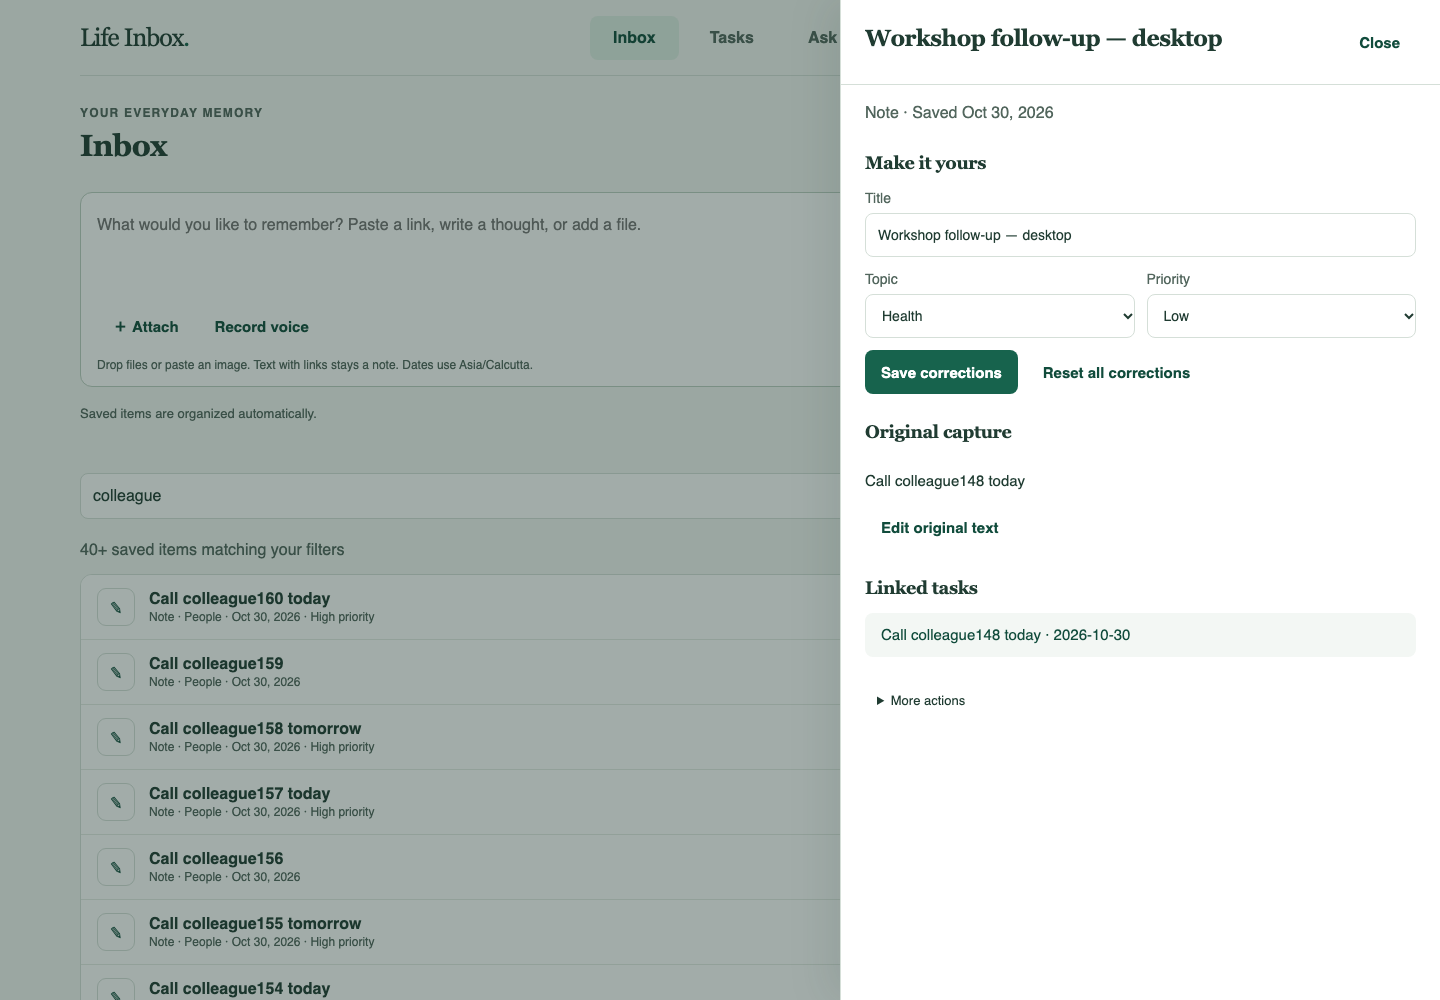 Life Inbox.
Inbox
Tasks
Ask
YOUR EVERYDAY MEMORY
Inbox
What would you like to remember? Paste a link, write a thought, or add a file.
+ Attach
Record voice
Drop files or paste an image. Text with links stays a note. Dates use Asia/Calcutta.
Saved items are organized automatically.
colleague
40+ saved items matching your filters
Call colleague160 today
Note · People · Oct 30, 2026 · High priority
Call colleague159
Note · People · Oct 30, 2026
Call colleague158 tomorrow
Note · People · Oct 30, 2026 · High priority
Call colleague157 today
Note · People · Oct 30, 2026 · High priority
Call colleague156
Note · People · Oct 30, 2026
Call colleague155 tomorrow
Note · People · Oct 30, 2026 · High priority
Call colleague154 today
Workshop follow-up — desktop
Close
Note · Saved Oct 30, 2026
Make it yours
Title
Workshop follow-up — desktop
Topic
Priority
Health
Low
Save corrections
Reset all corrections
Original capture
Call colleague148 today
Edit original text
Linked tasks
Call colleague148 today · 2026-10-30
More actions